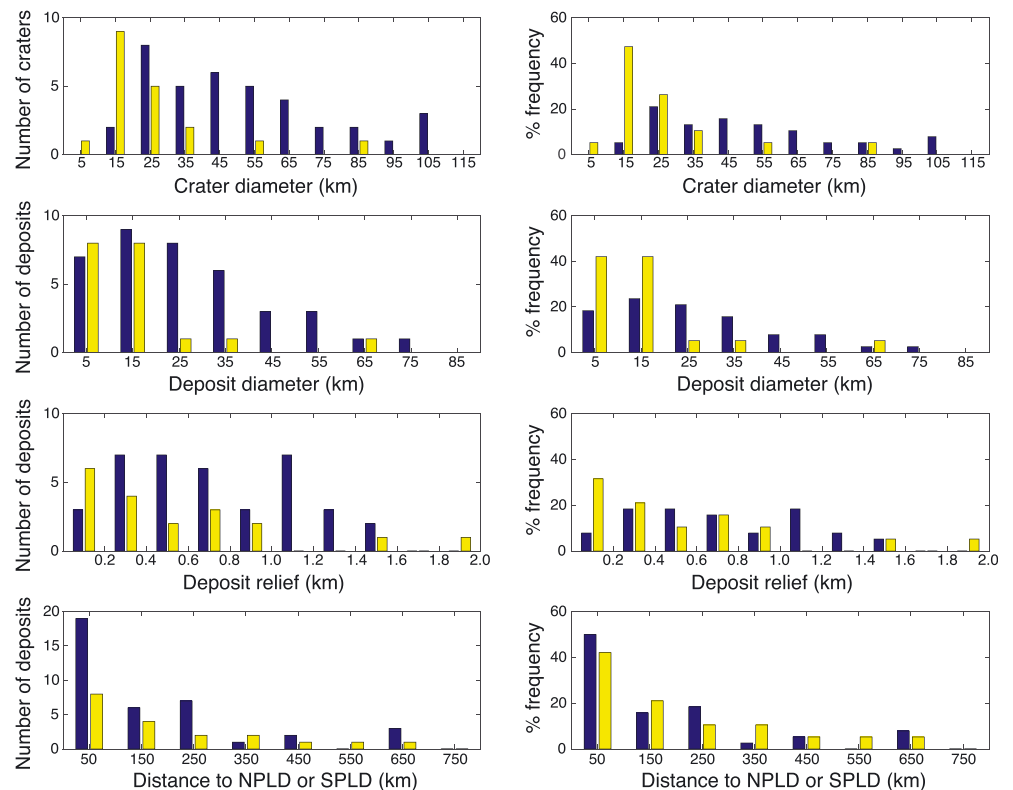 Number of craters
10
5
0
5 15 25 35 45 55 65 75 85 95 105 115
Crater diameter (km)
% frequency
60
40
20
0
5 15 25 35 45 55 65 75 85 95 105 115
Crater diameter (km)
Number of deposits
10
5
0
5 15 25 35 45 55 65 75 85
Deposit diameter (km)
% frequency
60
40
20
0
5 15 25 35 45 55 65 75 85
Deposit diameter (km)
Number of deposits
10
5
0
0.2 0.4 0.6 0.8 1.0 1.2 1.4 1.6 1.8 2.0
Deposit relief (km)
% frequency
60
40
20
0
0.2 0.4 0.6 0.8 1.0 1.2 1.4 1.6 1.8 2.0
Deposit relief (km)
Number of deposits
20
15
10
5
0
50 150 250 350 450 550 650 750
Distance to NPLD or SPLD (km)
% frequency
60
40
20
0
50 150 250 350 450 550 650 750
Distance to NPLD or SPLD (km)